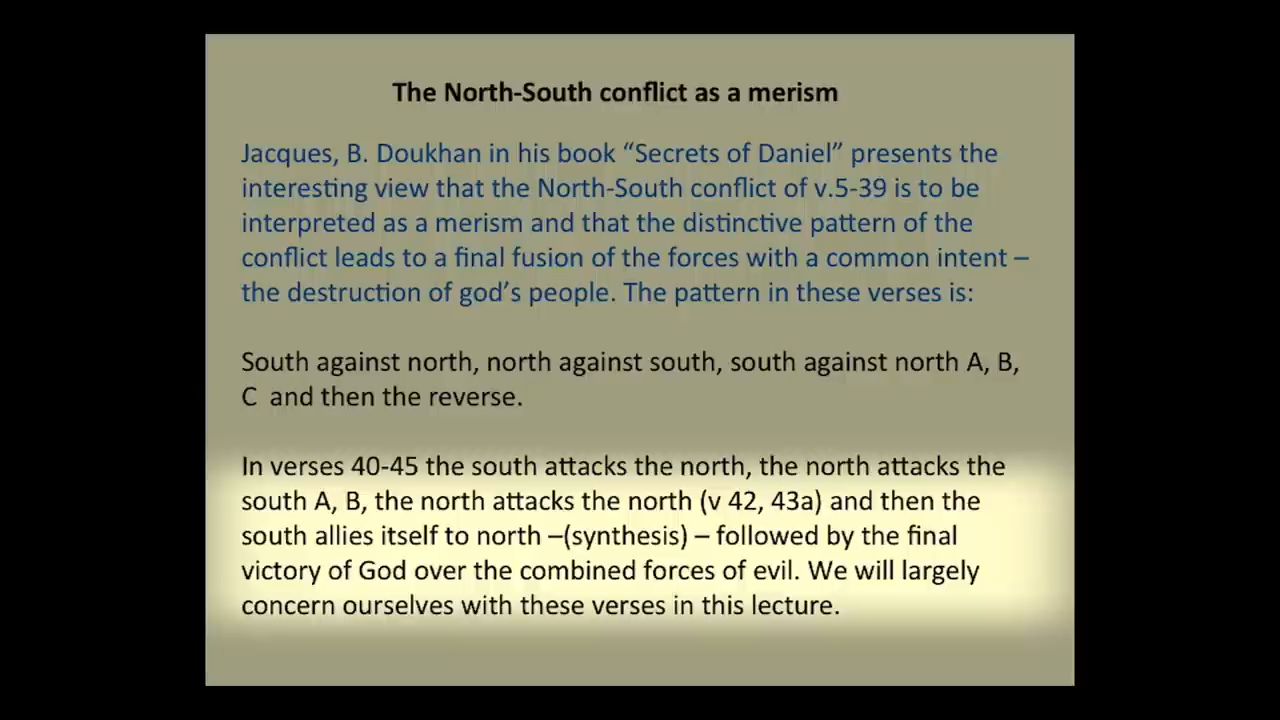 The North-South conflict as a merism
Jacques, B. Doukhan in his book “Secrets of Daniel” presents the
interesting view that the North-South conflict of v.5-39 is to be
interpreted as a merism and that the distinctive pattern of the
conflict leads to a final fusion of the forces with a common intent –
the destruction of god’s people. The pattern in these verses is:
South against north, north against south, south against north A, B,
C and then the reverse.
In verses 40-45 the south attacks the north, the north attacks the
south A, B, the north attacks the north (v 42, 43a) and then the
south allies itself to north –(synthesis) – followed by the final
victory of God over the combined forces of evil. We will largely
concern ourselves with these verses in this lecture.